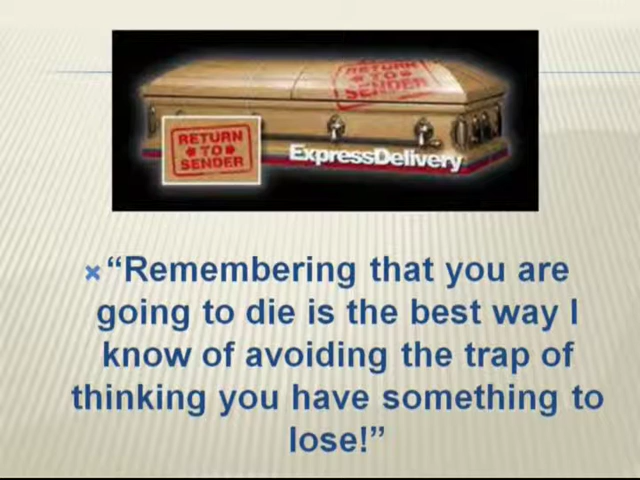 RETURN
TO
SENDER
RETURN
TO
SENDER
ExpressDelivery
“Remembering that you are
going to die is the best way I
know of avoiding the trap of
thinking you have something to
lose!”